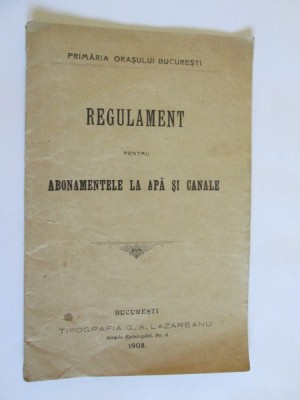 PRIMĂRIA ORAȘULUI BUCUREȘTI
REGULAMENT
PENTRU
ABONAMENTELE LA APĂ ȘI CANALE
BUCUREȘTI
TIPOGRAFIA G. A. LAZAREANU
1908.